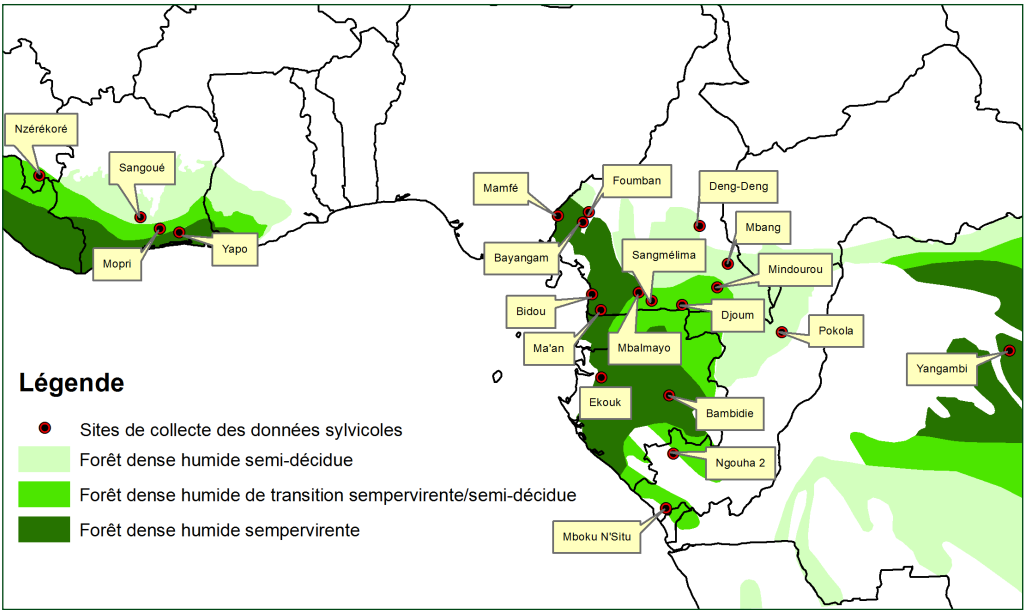 Nzérékoré
Sangoué
Mopri
Yapo
Mamfé
Foumban
Deng-Deng
Mbang
Bayangam
Sangmélima
Mindourou
Bidou
Djoum
Ma'an
Mbalmayo
Pokola
Yangambi
Ekouk
Bambidie
Ngouha 2
Mboku N'Situ
Légende
Sites de collecte des données sylvicoles
Forêt dense humide semi-décidue
Forêt dense humide de transition sempervirente/semi-décidue
Forêt dense humide sempervirente